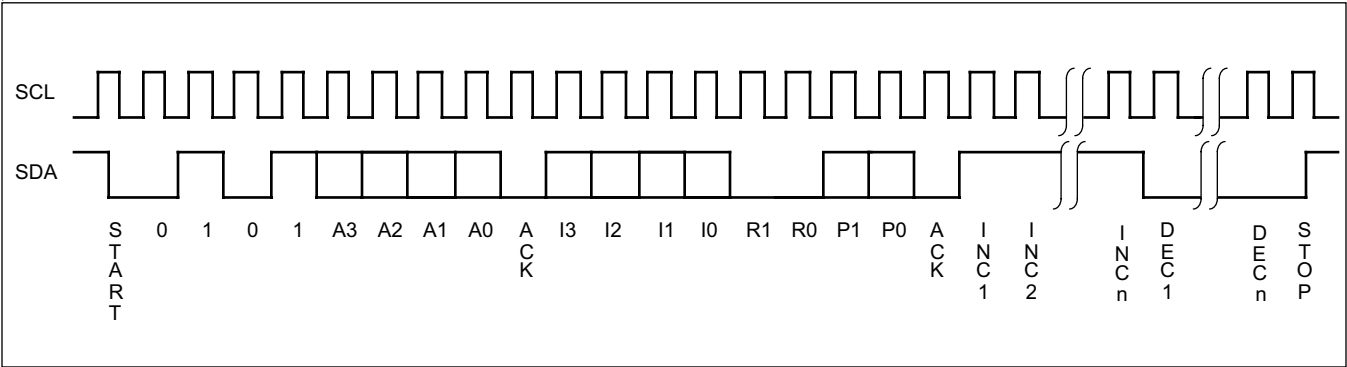 SCL
SDA
START 0 1 0 1 A3 A2 A1 A0 ACK I3 I2 I1 I0 R1 R0 P1 P0 ACK INC1 INC2 INCn DEC1 DECn STOP